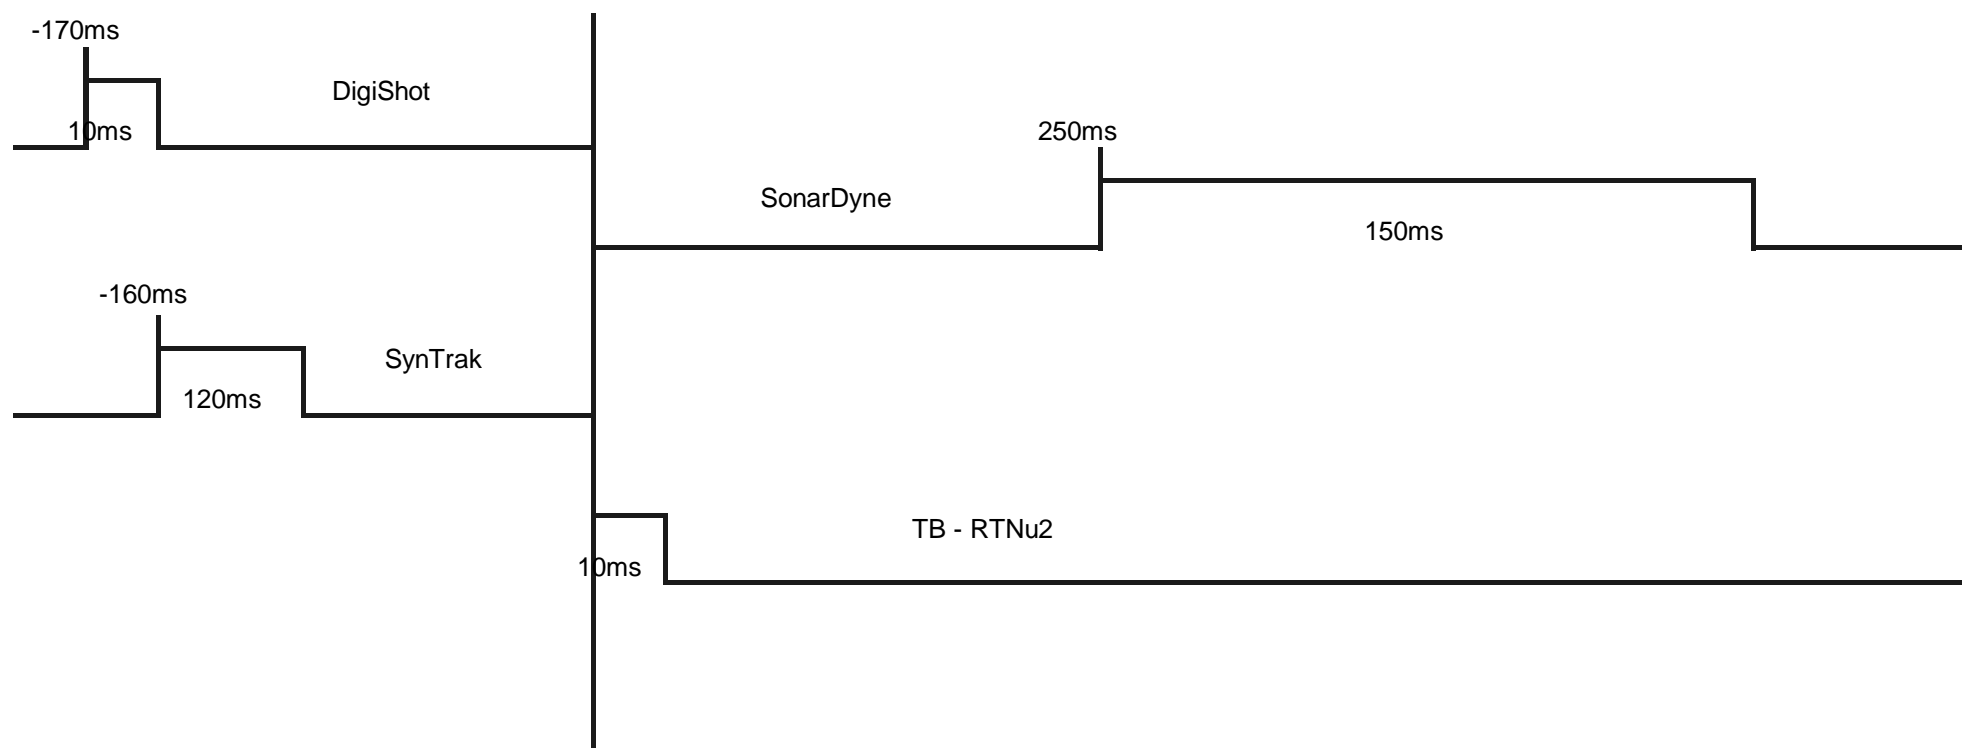 -170ms
DigiShot
10ms
250ms
SonarDyne
150ms
-160ms
SynTrak
120ms
TB - RTNu2
10ms